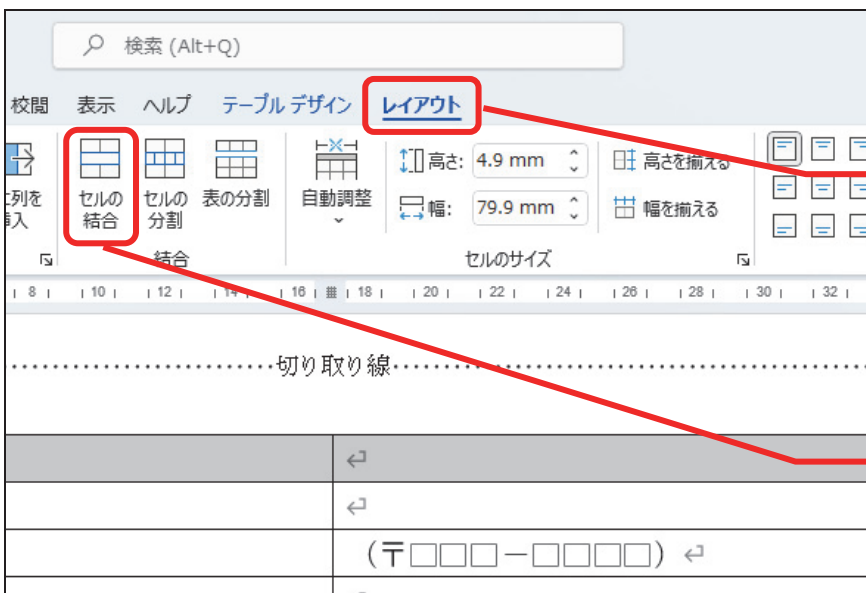 検索 (Alt+Q)
校閲 表示 ヘルプ テーブル デザイン レイアウト
セルの結合
セルの分割
表の分割
自動調整
高さ: 4.9 mm
幅: 79.9 mm
高さを揃える
幅を揃える
結合
セルのサイズ
8 10 12 14 16 18 20 22 24 26 28 30 32
切り取り線
(〒□□□－□□□□)